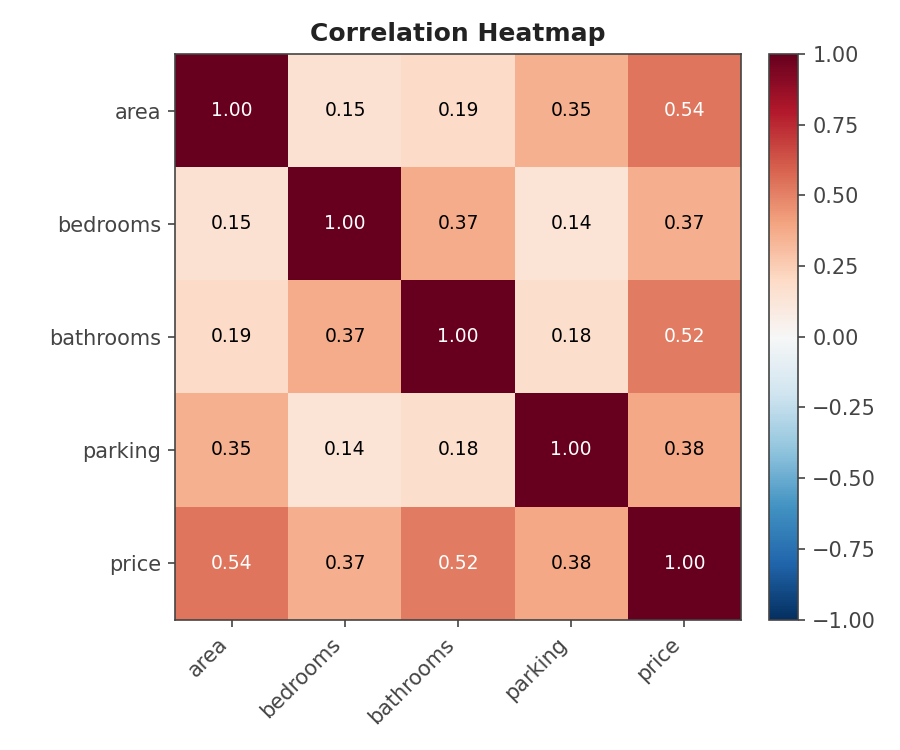 Correlation Heatmap
area 1.00 0.15 0.19 0.35 0.54
bedrooms 0.15 1.00 0.37 0.14 0.37
bathrooms 0.19 0.37 1.00 0.18 0.52
parking 0.35 0.14 0.18 1.00 0.38
price 0.54 0.37 0.52 0.38 1.00
area bedrooms bathrooms parking price
1.00
0.75
0.50
0.25
0.00
−0.25
−0.50
−0.75
−1.00